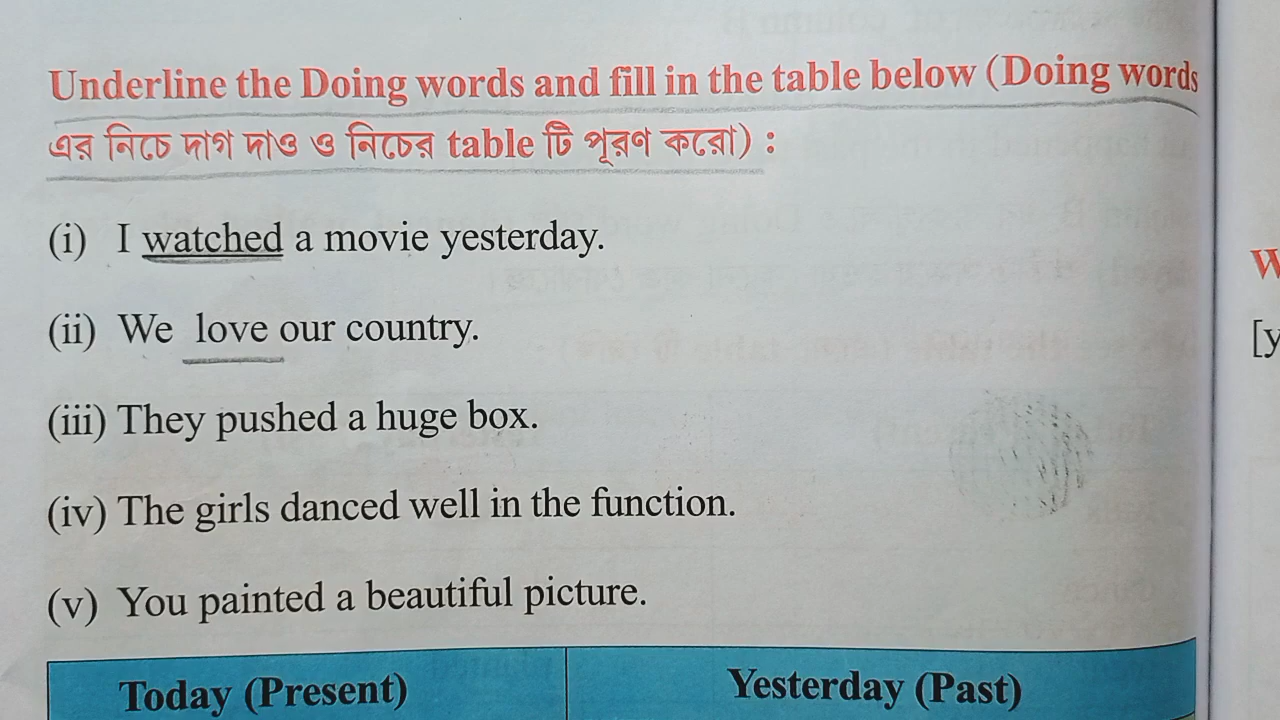 Underline the Doing words and fill in the table below (Doing words
এর নিচে দাগ দাও ও নিচের table টি পূরণ করো) :
(i) I watched a movie yesterday.
(ii) We love our country.
(iii) They pushed a huge box.
(iv) The girls danced well in the function.
(v) You painted a beautiful picture.
Today (Present) Yesterday (Past)
W
[y